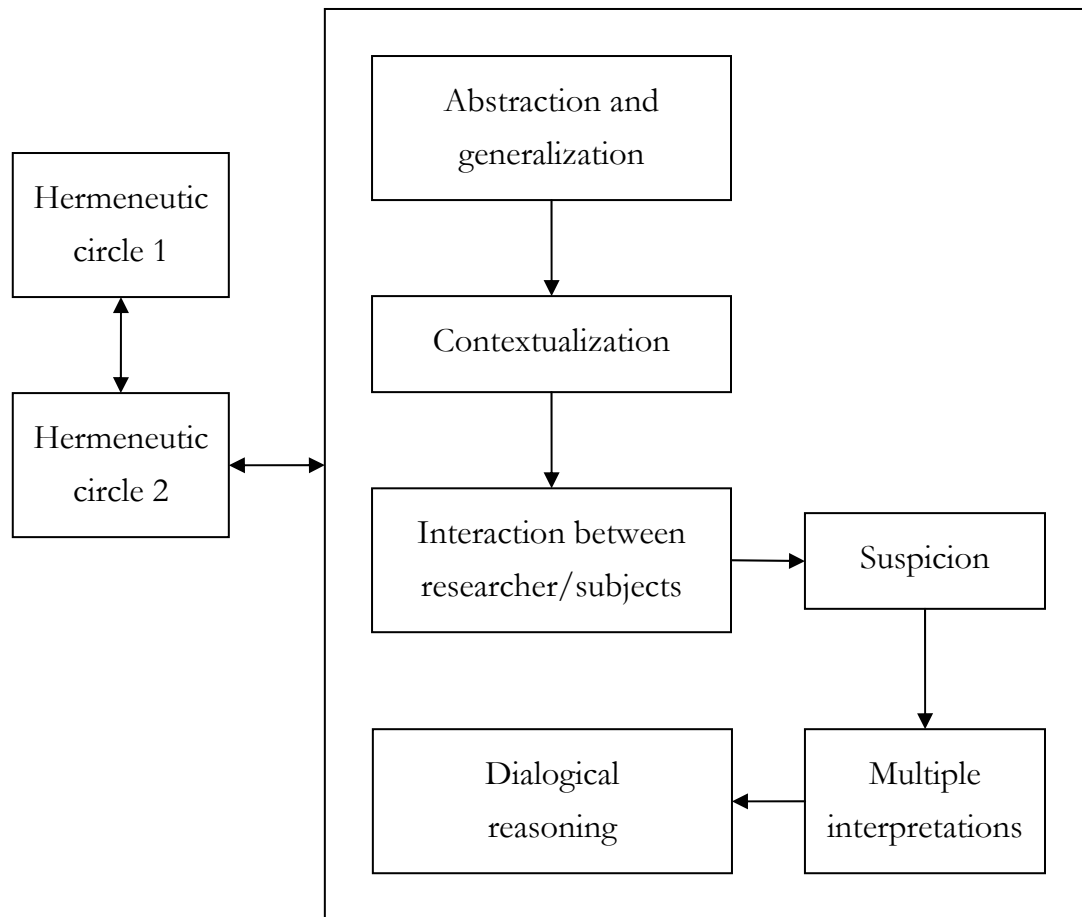 Abstraction and
generalization
Hermeneutic
circle 1
Contextualization
Hermeneutic
circle 2
Interaction between
researcher/subjects
Suspicion
Dialogical
reasoning
Multiple
interpretations